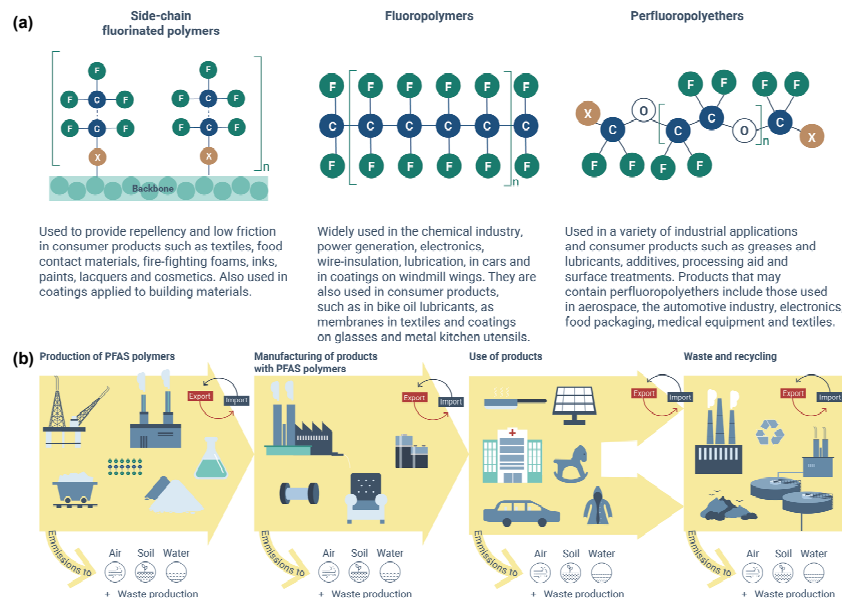 (a)
Side-chain
fluorinated polymers
F
F C F
F C F
X
F
F C F
F C F
X
n
Backbone
Used to provide repellency and low friction
in consumer products such as textiles, food
contact materials, fire-fighting foams, inks,
paints, lacquers and cosmetics. Also used in
coatings applied to building materials.
Fluoropolymers
F F F F F F
C C C C C C
F F F F F F
n
Widely used in the chemical industry,
power generation, electronics,
wire-insulation, lubrication, in cars and
in coatings on windmill wings. They are
also used in consumer products,
such as in bike oil lubricants, as
membranes in textiles and coatings
on glasses and metal kitchen utensils.
Perfluoropolyethers
F F F F
X O C O C
C n X
F F F F
Used in a variety of industrial applications
and consumer products such as greases and
lubricants, additives, processing aid and
surface treatments. Products that may
contain perfluoropolyethers include those used
in aerospace, the automotive industry, electronics
food packaging, medical equipment and textiles.
(b)
Production of PFAS polymers
Export
Import
Emmissions to
Air Soil Water
+ Waste production
Manufacturing of products
with PFAS polymers
Export
Import
Emmissions to
Air Soil Water
+ Waste production
Use of products
Export
Import
Emmissions to
Air Soil Water
+ Waste production
Waste and recycling
Export
Import
Emmissions to
Air Soil Water
+ Waste production